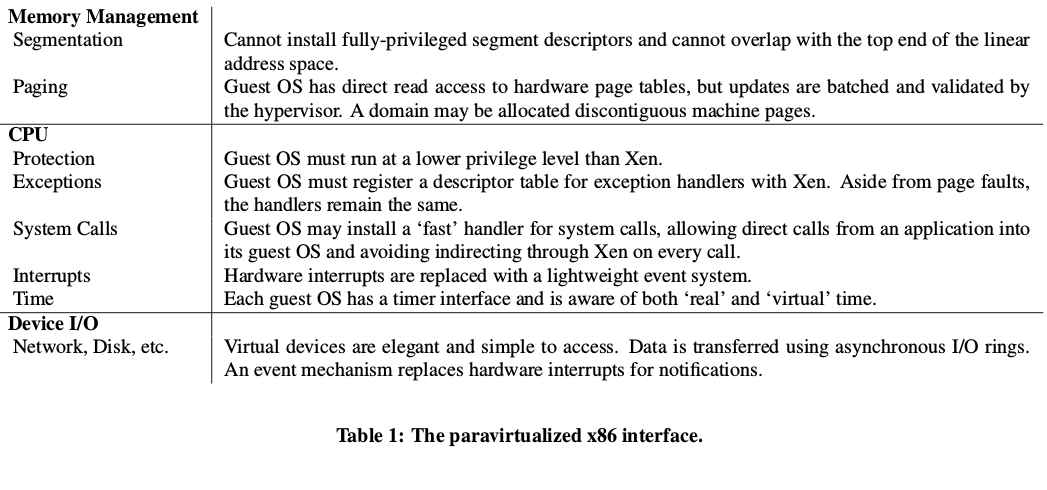 Memory Management
Segmentation Cannot install fully-privileged segment descriptors and cannot overlap with the top end of the linear
address space.
Paging Guest OS has direct read access to hardware page tables, but updates are batched and validated by
the hypervisor. A domain may be allocated discontiguous machine pages.
CPU
Protection Guest OS must run at a lower privilege level than Xen.
Exceptions Guest OS must register a descriptor table for exception handlers with Xen. Aside from page faults,
the handlers remain the same.
System Calls Guest OS may install a ‘fast’ handler for system calls, allowing direct calls from an application into
its guest OS and avoiding indirecting through Xen on every call.
Interrupts Hardware interrupts are replaced with a lightweight event system.
Time Each guest OS has a timer interface and is aware of both ‘real’ and ‘virtual’ time.
Device I/O
Network, Disk, etc. Virtual devices are elegant and simple to access. Data is transferred using asynchronous I/O rings.
An event mechanism replaces hardware interrupts for notifications.
Table 1: The paravirtualized x86 interface.